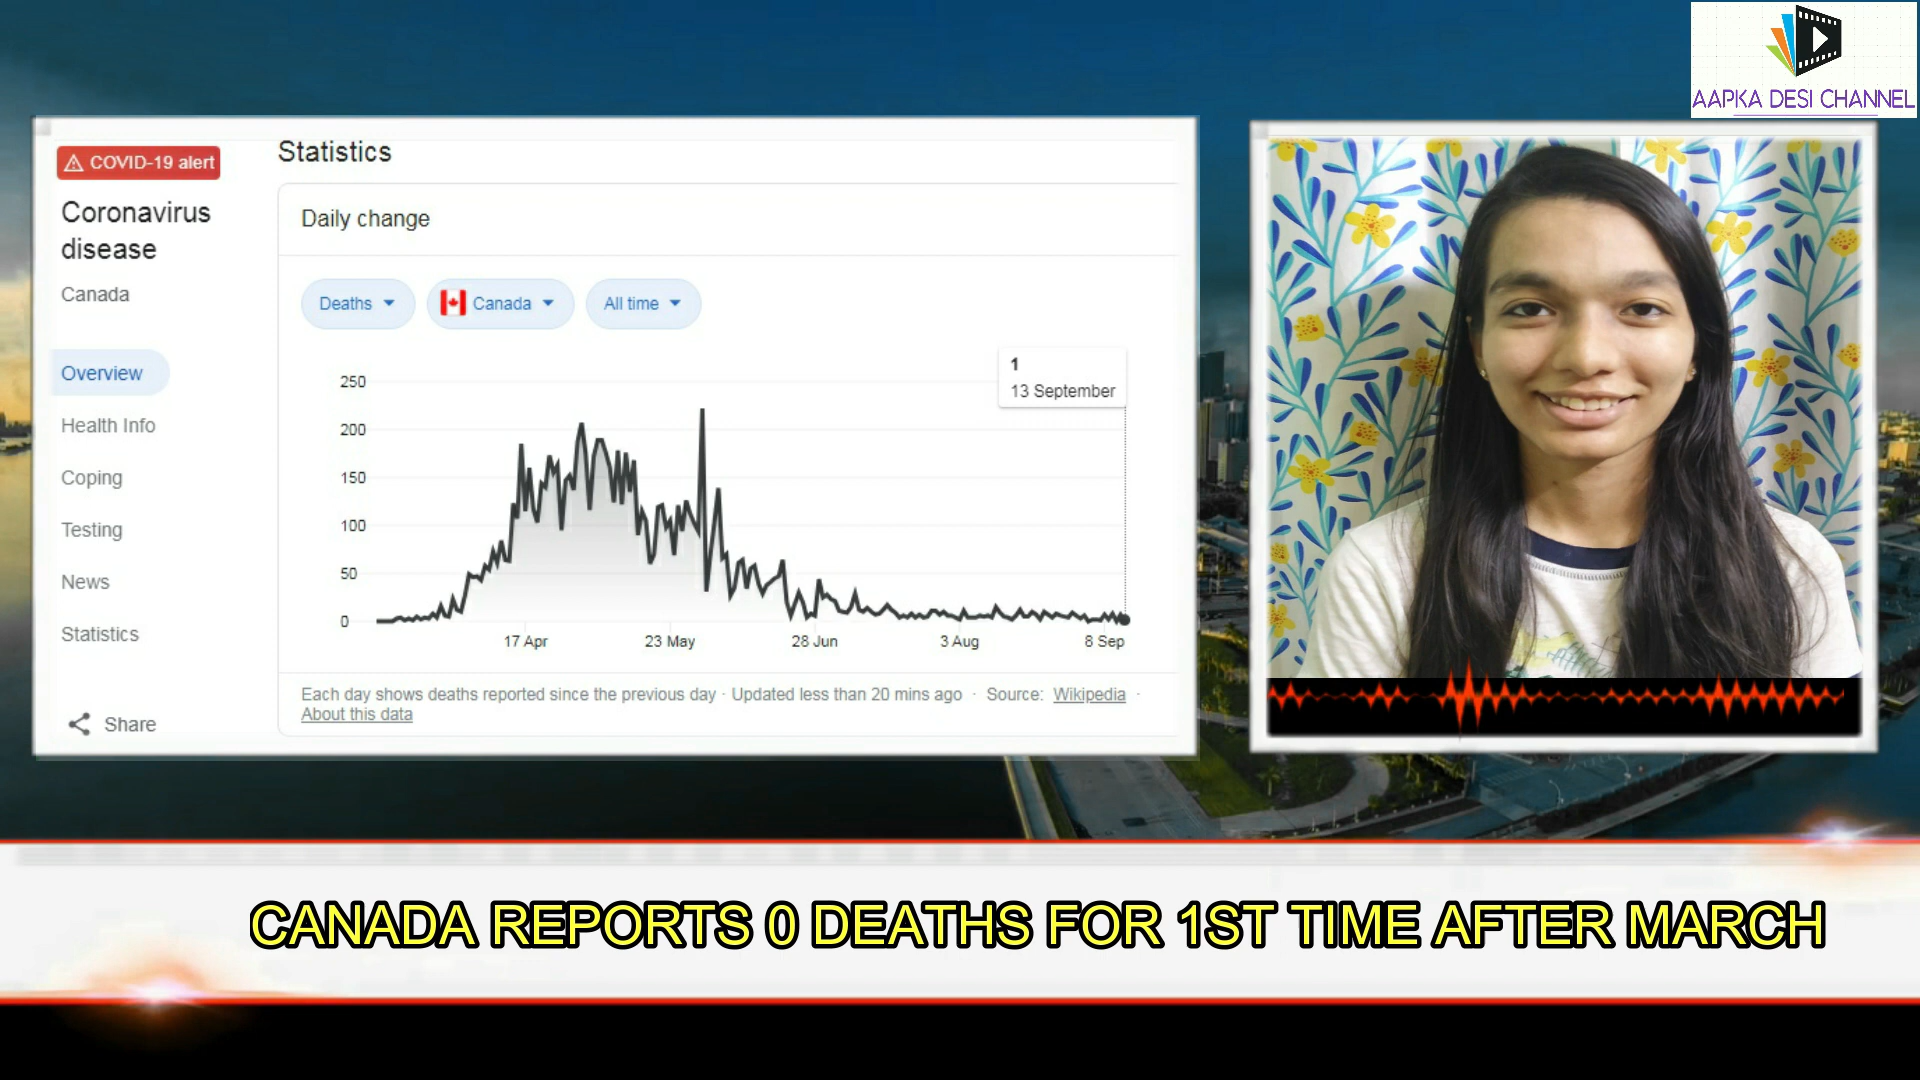 AAPKA DESI CHANNEL
COVID-19 alert
Coronavirus
disease
Canada
Overview
Health Info
Coping
Testing
News
Statistics
Share
Statistics
Daily change
Deaths
Canada
All time
1
13 September
250
200
150
100
50
0
17 Apr
23 May
28 Jun
3 Aug
8 Sep
Each day shows deaths reported since the previous day · Updated less than 20 mins ago · Source: Wikipedia ·
About this data
CANADA REPORTS 0 DEATHS FOR 1ST TIME AFTER MARCH